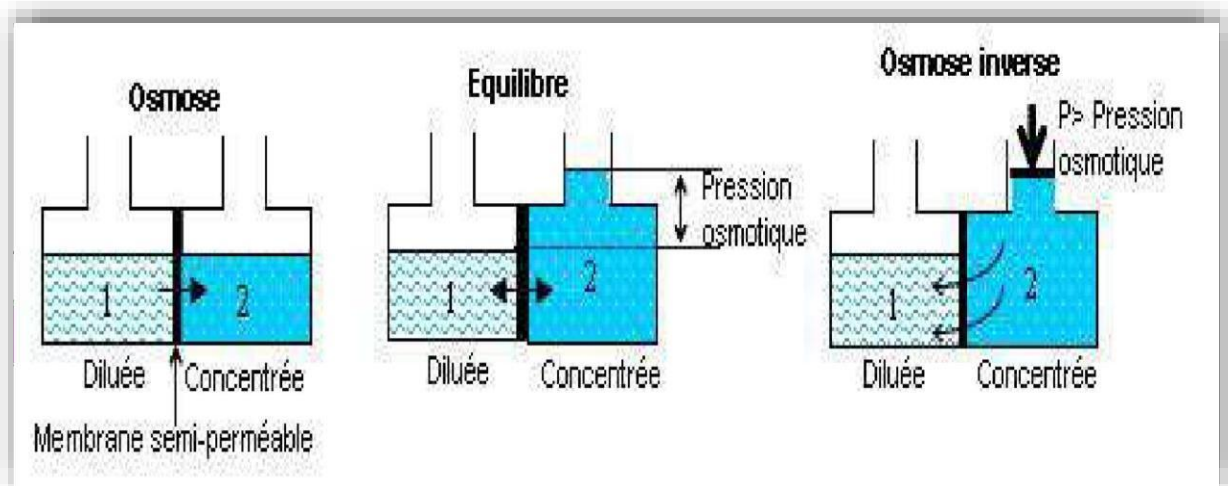 Osmose
1
2
Diluée
Concentrée
Membrane semi-perméable
Equilibre
Pression
osmotique
1
2
Diluée
Concentrée
Osmose inverse
P> Pression
osmotique
1
2
Diluée
Concentrée